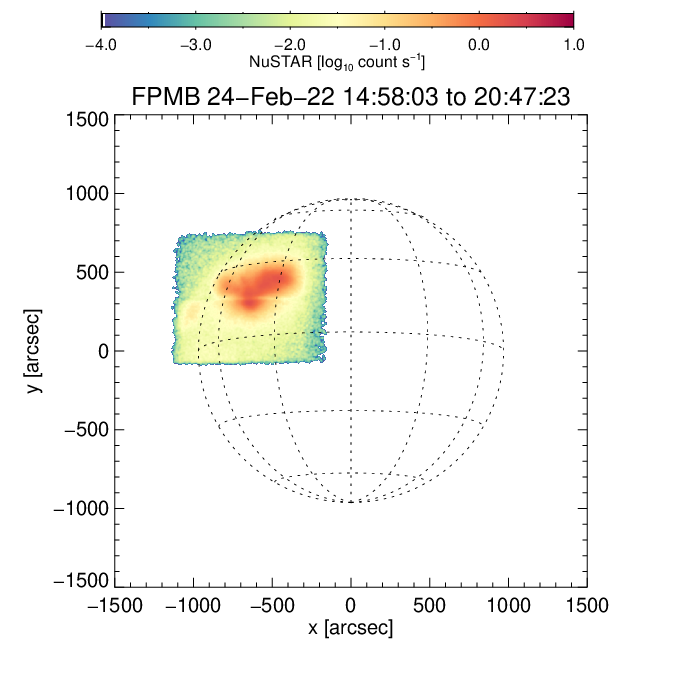 −4.0 −3.0 −2.0 −1.0 0.0 1.0
NuSTAR [log₁₀ count s⁻¹]
FPMB 24−Feb−22 14:58:03 to 20:47:23
1500
1000
500
0
−500
−1000
−1500
y [arcsec]
−1500 −1000 −500 0 500 1000 1500
x [arcsec]